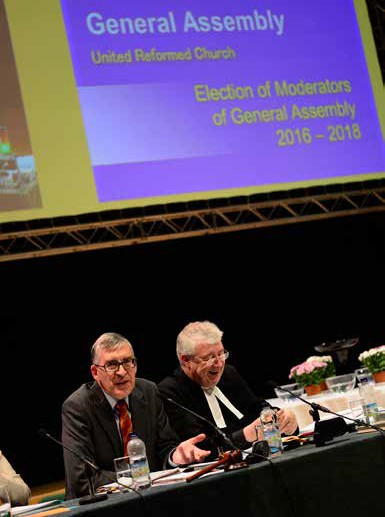 General Assembly
United Reformed Church
Election of Moderators
of General Assembly
2016 – 2018